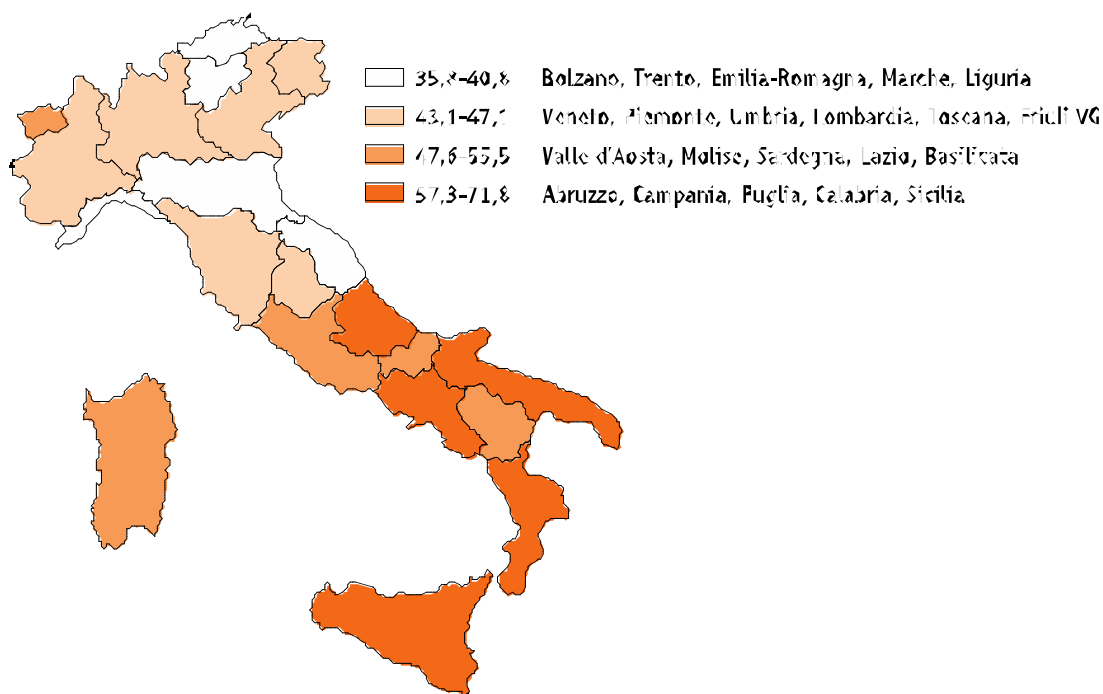 35,8-40,8 Bolzano, Trento, Emilia-Romagna, Marche, Liguria
43,1-47,1 Veneto, Piemonte, Umbria, Lombardia, Toscana, Friuli VG
47,6-55,5 Valle d'Aosta, Molise, Sardegna, Lazio, Basilicata
57,3-71,8 Abruzzo, Campania, Puglia, Calabria, Sicilia